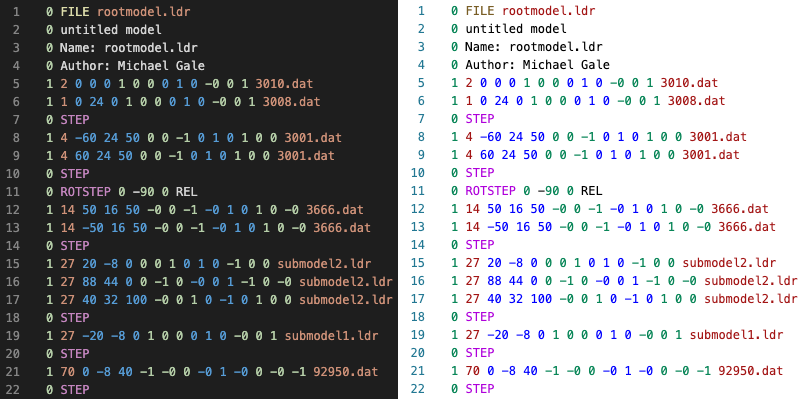 1 0 FILE rootmodel.ldr
2 0 untitled model
3 0 Name: rootmodel.ldr
4 0 Author: Michael Gale
5 1 2 0 0 0 1 0 0 0 1 0 -0 0 1 3010.dat
6 1 1 0 24 0 1 0 0 0 1 0 -0 0 1 3008.dat
7 0 STEP
8 1 4 -60 24 50 0 0 -1 0 1 0 1 0 0 3001.dat
9 1 4 60 24 50 0 0 -1 0 1 0 1 0 0 3001.dat
10 0 STEP
11 0 ROTSTEP 0 -90 0 REL
12 1 14 50 16 50 -0 0 -1 -0 1 0 1 0 -0 3666.dat
13 1 14 -50 16 50 -0 0 -1 -0 1 0 1 0 -0 3666.dat
14 0 STEP
15 1 27 20 -8 0 0 0 1 0 1 0 -1 0 0 submodel2.ldr
16 1 27 88 44 0 0 -1 0 -0 0 1 -1 0 -0 submodel2.ldr
17 1 27 40 32 100 -0 0 1 0 -1 0 1 0 0 submodel2.ldr
18 0 STEP
19 1 27 -20 -8 0 1 0 0 0 1 0 -0 0 1 submodel1.ldr
20 0 STEP
21 1 70 0 -8 40 -1 -0 0 -0 1 -0 0 -0 -1 92950.dat
22 0 STEP
1 0 FILE rootmodel.ldr
2 0 untitled model
3 0 Name: rootmodel.ldr
4 0 Author: Michael Gale
5 1 2 0 0 0 1 0 0 0 1 0 -0 0 1 3010.dat
6 1 1 0 24 0 1 0 0 0 1 0 -0 0 1 3008.dat
7 0 STEP
8 1 4 -60 24 50 0 0 -1 0 1 0 1 0 0 3001.dat
9 1 4 60 24 50 0 0 -1 0 1 0 1 0 0 3001.dat
10 0 STEP
11 0 ROTSTEP 0 -90 0 REL
12 1 14 50 16 50 -0 0 -1 -0 1 0 1 0 -0 3666.dat
13 1 14 -50 16 50 -0 0 -1 -0 1 0 1 0 -0 3666.dat
14 0 STEP
15 1 27 20 -8 0 0 0 1 0 1 0 -1 0 0 submodel2.ldr
16 1 27 88 44 0 0 -1 0 -0 0 1 -1 0 -0 submodel2.ldr
17 1 27 40 32 100 -0 0 1 0 -1 0 1 0 0 submodel2.ldr
18 0 STEP
19 1 27 -20 -8 0 1 0 0 0 1 0 -0 0 1 submodel1.ldr
20 0 STEP
21 1 70 0 -8 40 -1 -0 0 -0 1 -0 0 -0 -1 92950.dat
22 0 STEP